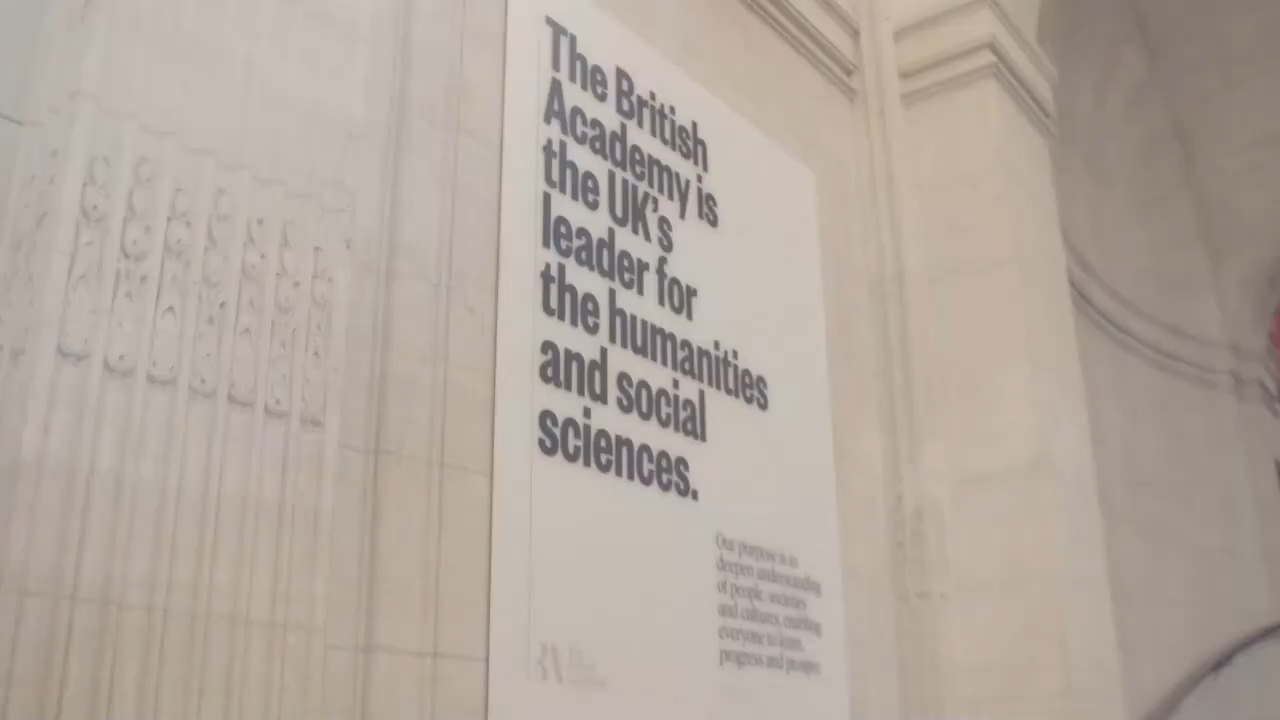 The British
Academy is
the UK's
leader for
the humanities
and social
sciences.
Our purpose is to
deepen understanding
of people, societies
and cultures, enabling
everyone to learn,
progress and prosper.